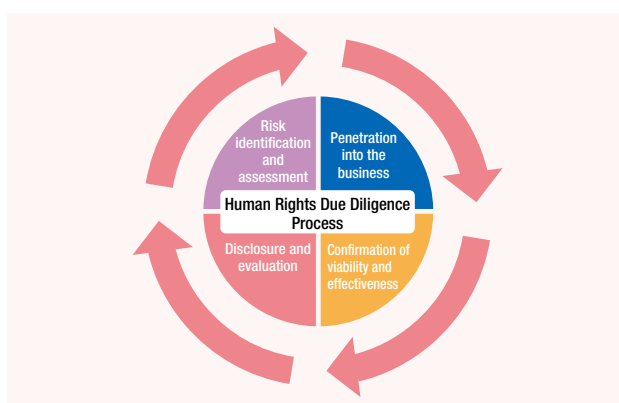 Risk
identification
and
assessment
Penetration
into the
business
Human Rights Due Diligence
Process
Disclosure and
evaluation
Confirmation of
viability and
effectiveness